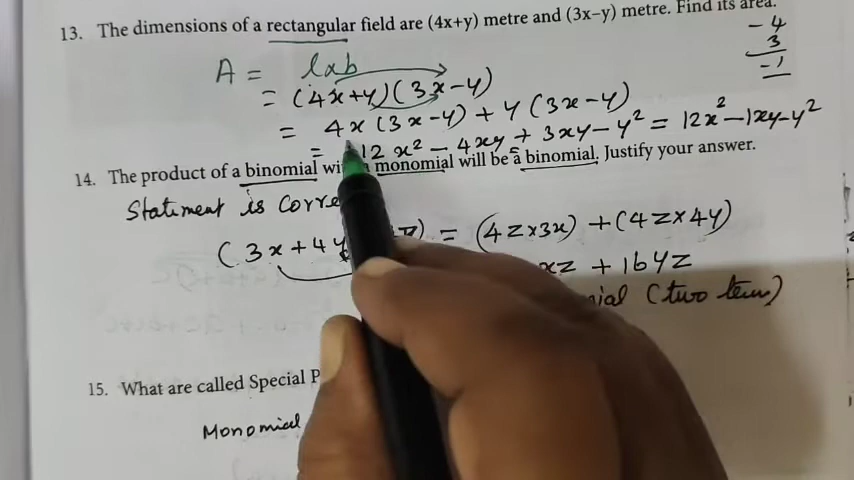 13. The dimensions of a rectangular field are (4x+y) metre and (3x−y) metre. Find its area.
− 4
3
−1
A = l x b
= (4x+y)(3x−y)
= 4x(3x−y) + y(3x−y)
= 12x² − 4xy + 3xy − y² = 12x² − 1xy − y²
14. The product of a binomial with a monomial will be a binomial. Justify your answer.
Statement is
(3x+4y = (4z×3x) + (4z×4y)
xz + 16yz
(two term)
15. What are called Special
Monomial